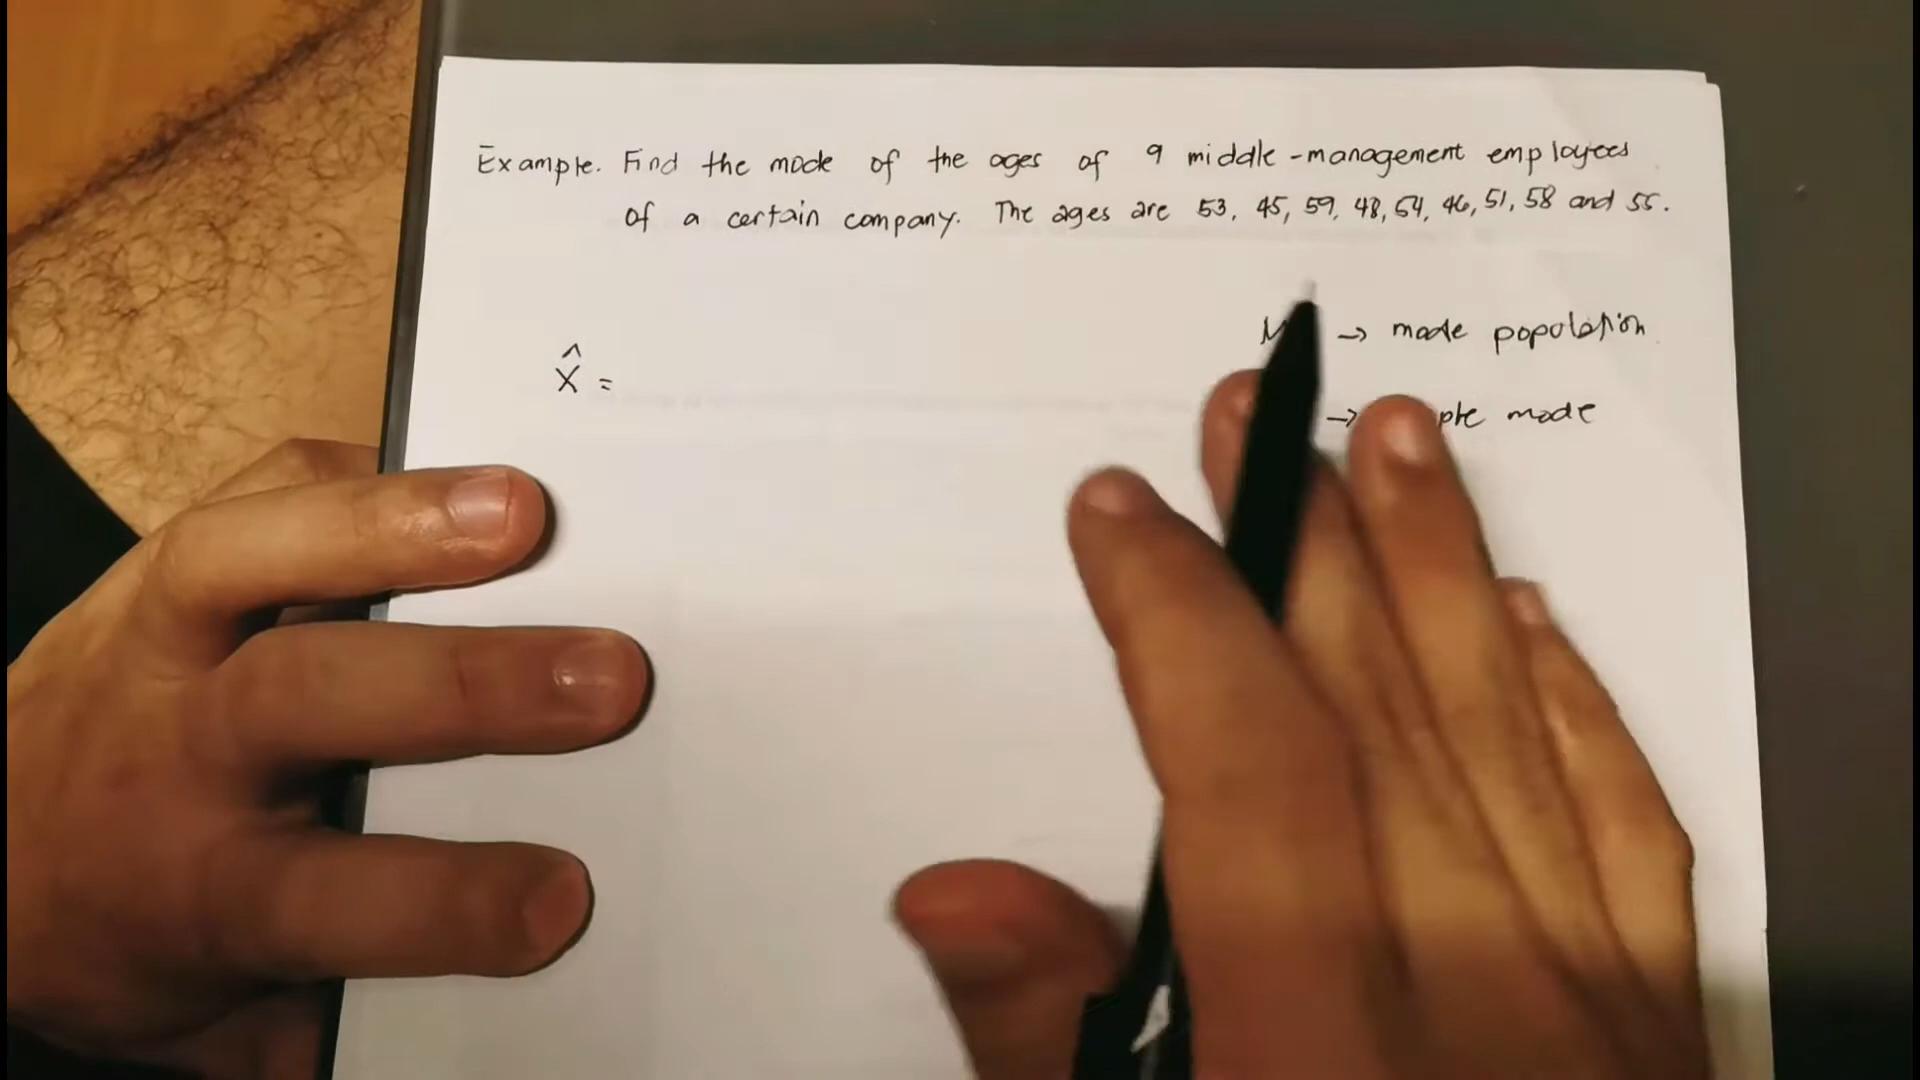 Example. Find the mode of the ages of 9 middle-management employees
of a certain company. The ages are 53, 45, 59, 48, 54, 46, 51, 58 and 55.
→ mode population
X̂ =
→ mode